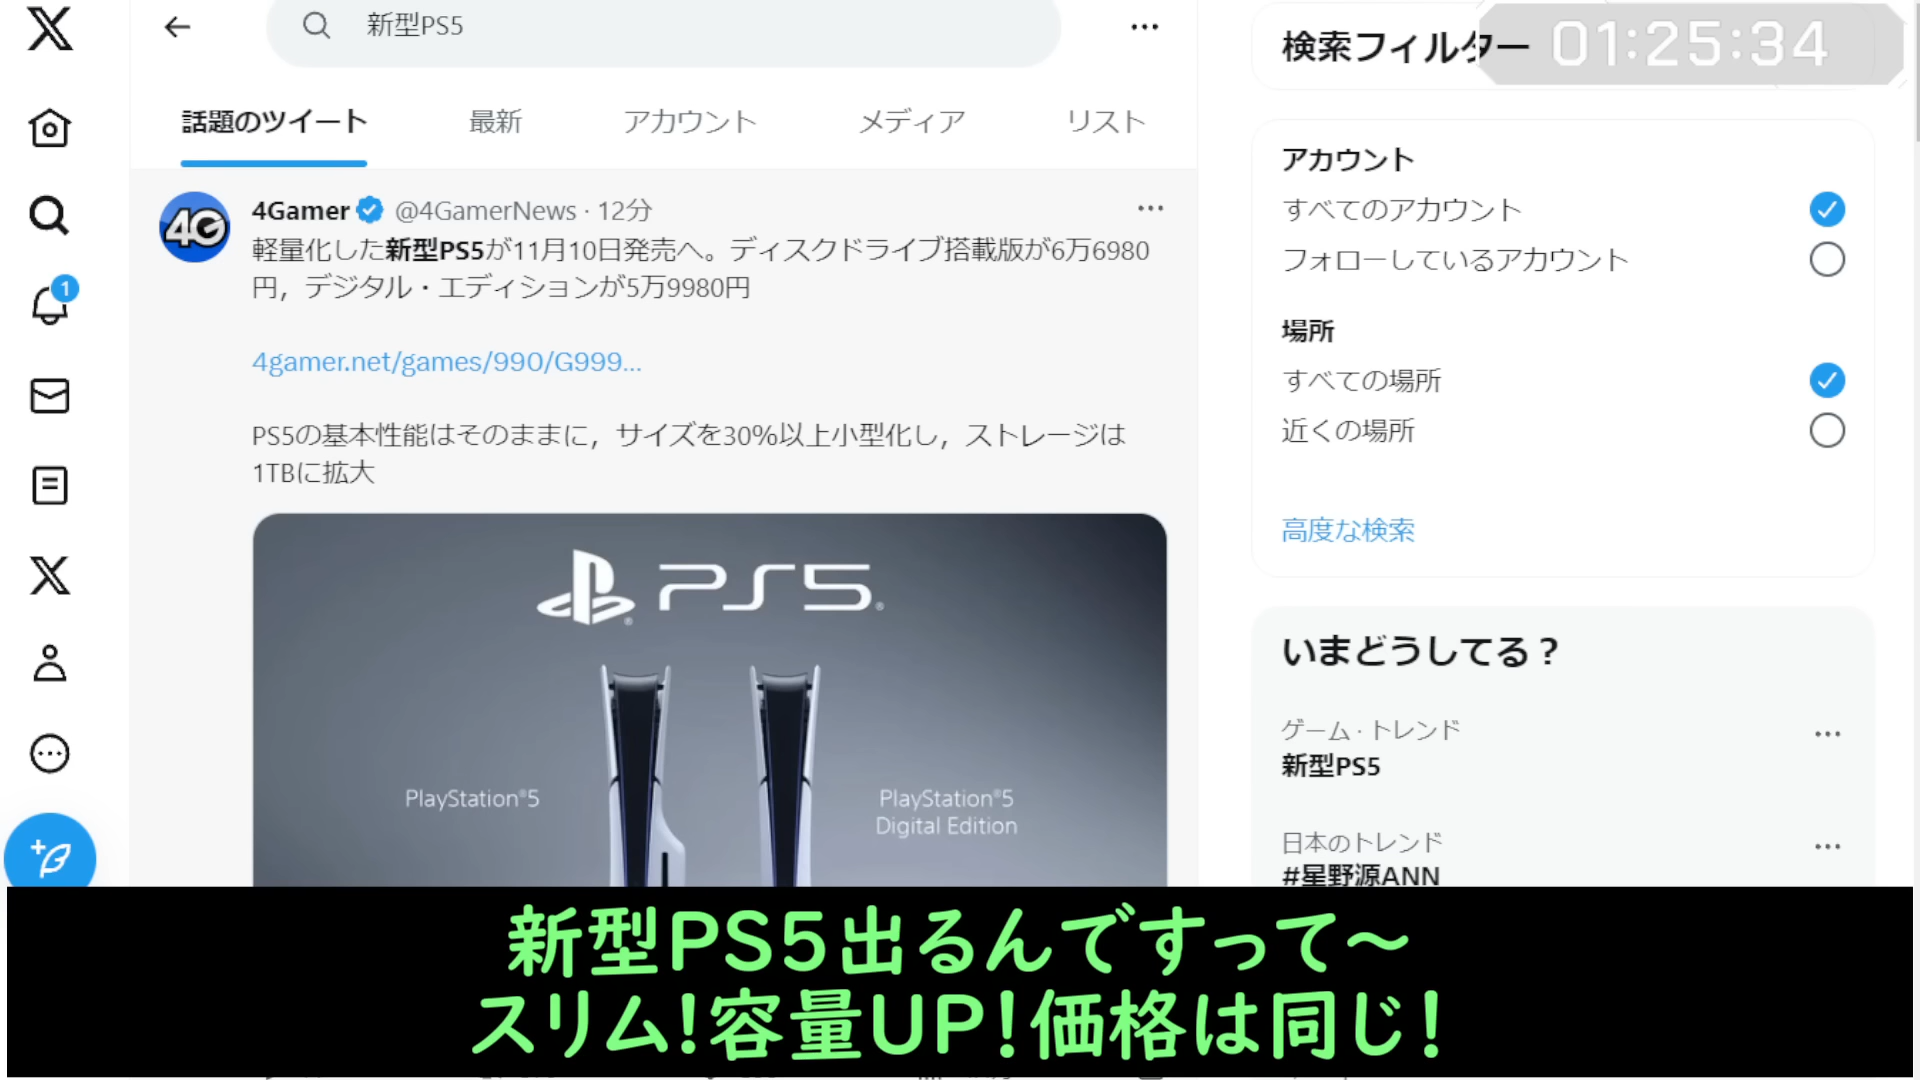 新型PS5
話題のツイート
最新
アカウント
メディア
リスト
4Gamer @4GamerNews · 12分
軽量化した新型PS5が11月10日発売へ。ディスクドライブ搭載版が6万6980
円，デジタル・エディションが5万9980円
4gamer.net/games/990/G999...
PS5の基本性能はそのままに，サイズを30%以上小型化し，ストレージは
1TBに拡大
PS5
PlayStation®5
PlayStation®5
Digital Edition
検索フィルター
01:25:34
アカウント
すべてのアカウント
フォローしているアカウント
場所
すべての場所
近くの場所
高度な検索
いまどうしてる？
ゲーム · トレンド
新型PS5
日本のトレンド
#星野源ANN
1
4G
新型PS5出るんですって～
スリム！容量UP！価格は同じ！